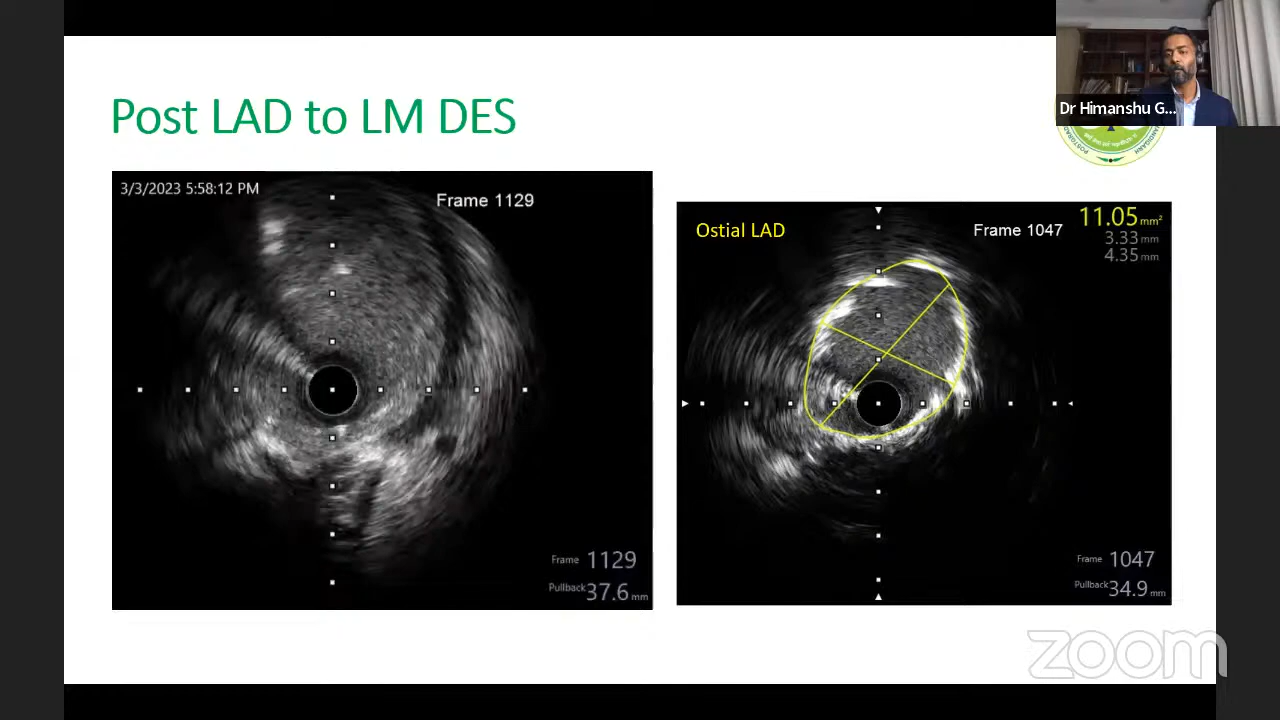 Post LAD to LM DES
Dr Himanshu G...
3/3/2023 5:58:12 PM
Frame 1129
Frame 1129
Pullback 37.6 mm
Ostial LAD
Frame 1047
11.05 mm²
3.33 mm
4.35 mm
Frame 1047
Pullback 34.9 mm
zoom